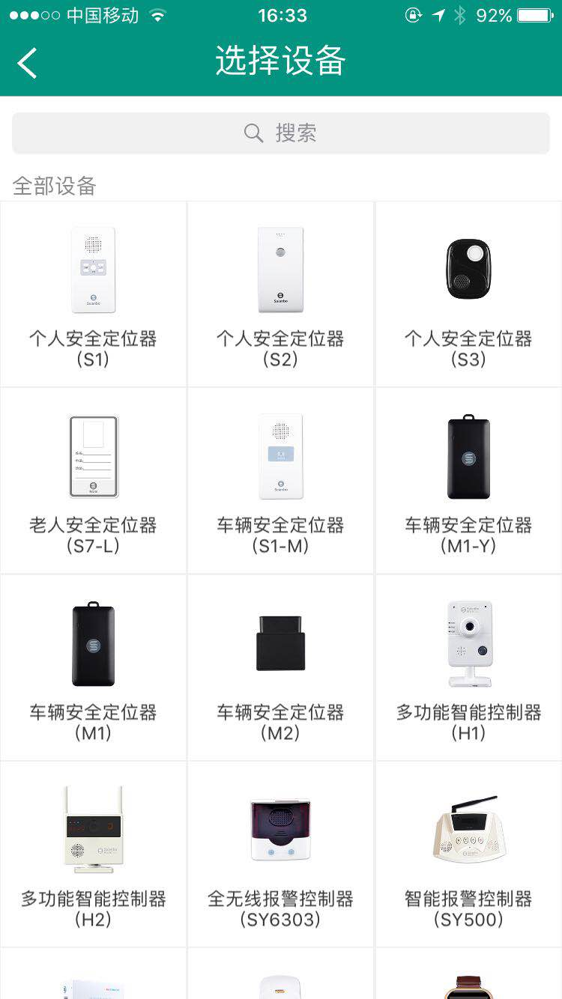 中国移动 16:33 92%
选择设备
搜索
全部设备
Saianbo
Saianbo
个人安全定位器
(S1)
个人安全定位器
(S2)
个人安全定位器
(S3)
老人安全定位器
(S7-L)
车辆安全定位器
(S1-M)
车辆安全定位器
(M1-Y)
车辆安全定位器
(M1)
车辆安全定位器
(M2)
多功能智能控制器
(H1)
多功能智能控制器
(H2)
全无线报警控制器
(SY6303)
智能报警控制器
(SY500)